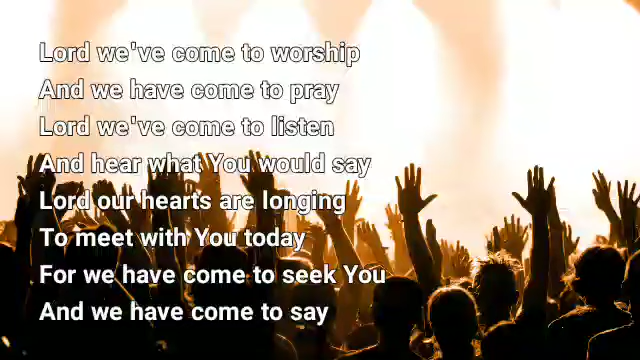 Lord we've come to worship
And we have come to pray
Lord we've come to listen
And hear what You would say
Lord our hearts are longing
To meet with You today
For we have come to seek You
And we have come to say